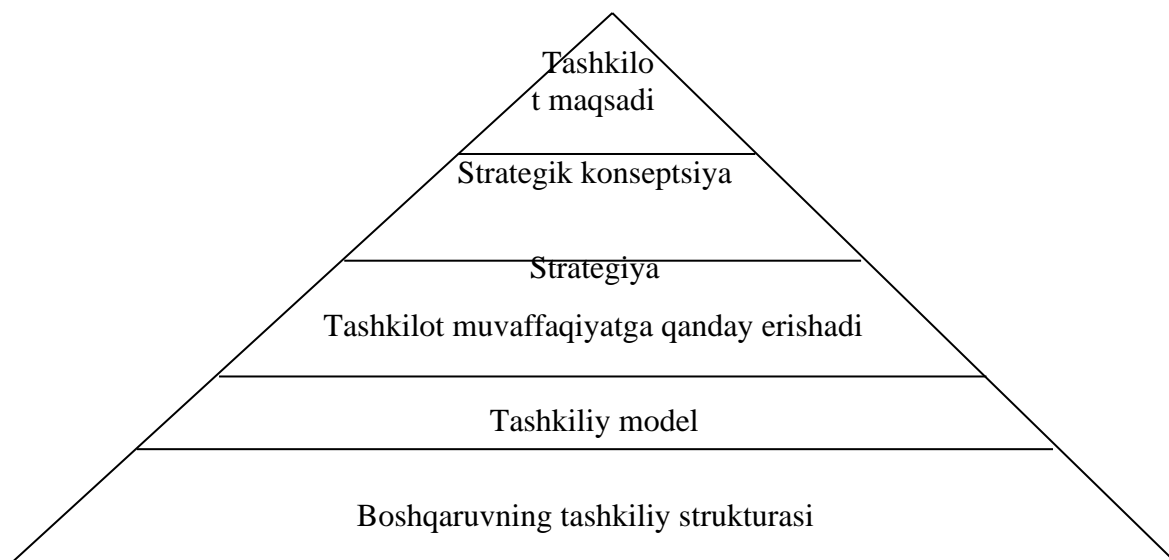 Tashkilo
t maqsadi
Strategik konseptsiya
Strategiya
Tashkilot muvaffaqiyatga qanday erishadi
Tashkiliy model
Boshqaruvning tashkiliy strukturasi